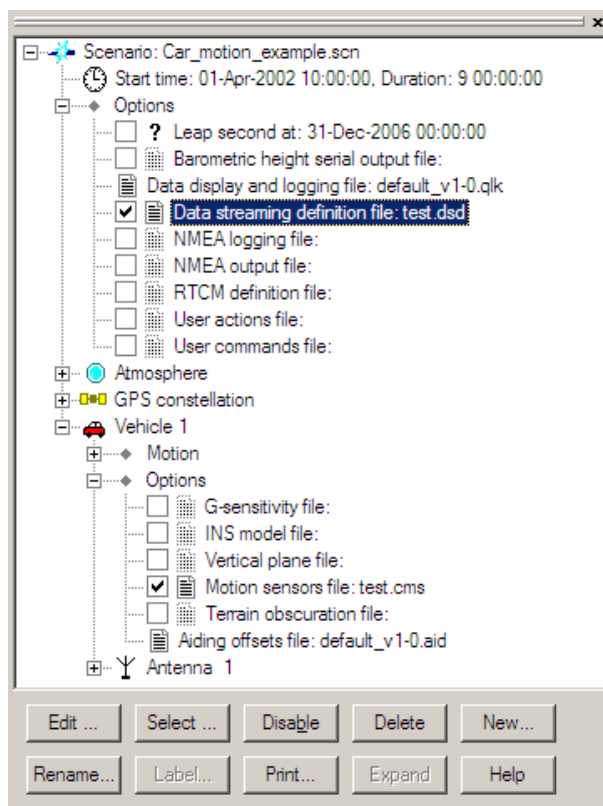 Scenario: Car_motion_example.scn
Start time: 01-Apr-2002 10:00:00, Duration: 9 00:00:00
Options
? Leap second at: 31-Dec-2006 00:00:00
Barometric height serial output file:
Data display and logging file: default_v1-0.qlk
Data streaming definition file: test.dsd
NMEA logging file:
NMEA output file:
RTCM definition file:
User actions file:
User commands file:
Atmosphere
GPS constellation
Vehicle 1
Motion
Options
G-sensitivity file:
INS model file:
Vertical plane file:
Motion sensors file: test.cms
Terrain obscuration file:
Aiding offsets file: default_v1-0.aid
Antenna 1
Edit ... Select ... Disable Delete New...
Rename... Label... Print... Expand Help